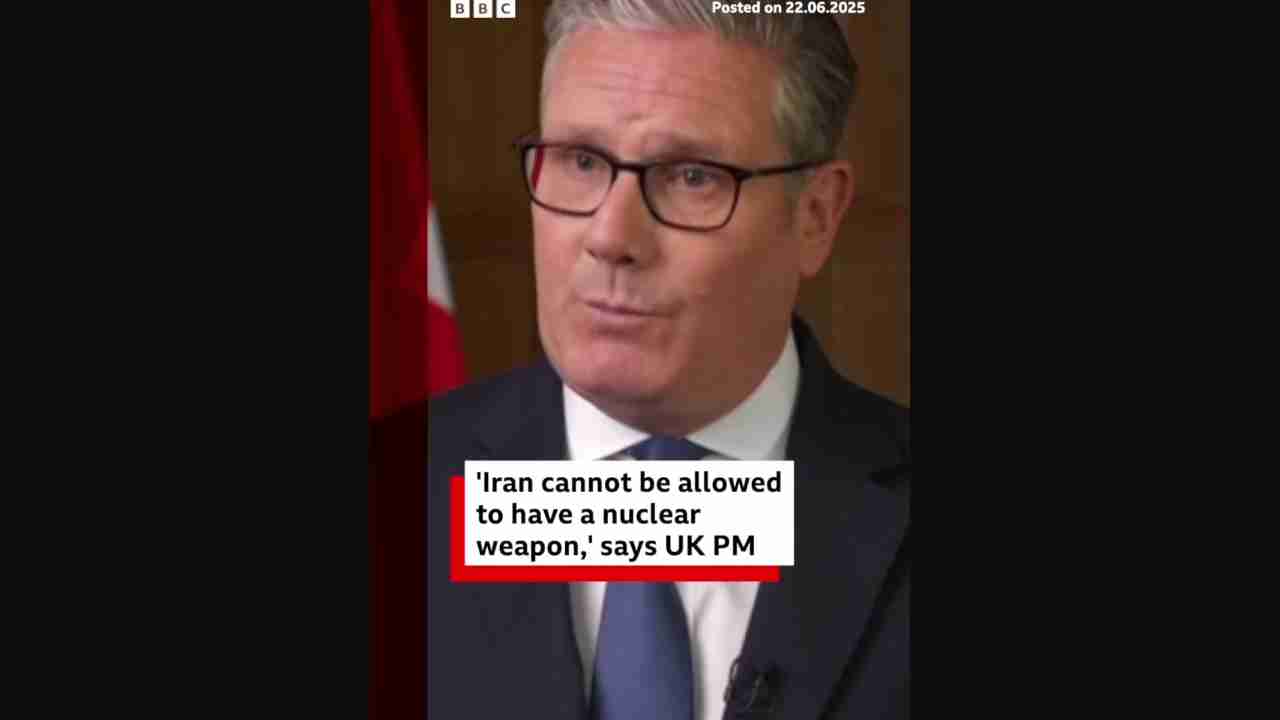 BBC
Posted on 22.06.2025
'Iran cannot be allowed
to have a nuclear
weapon,' says UK PM